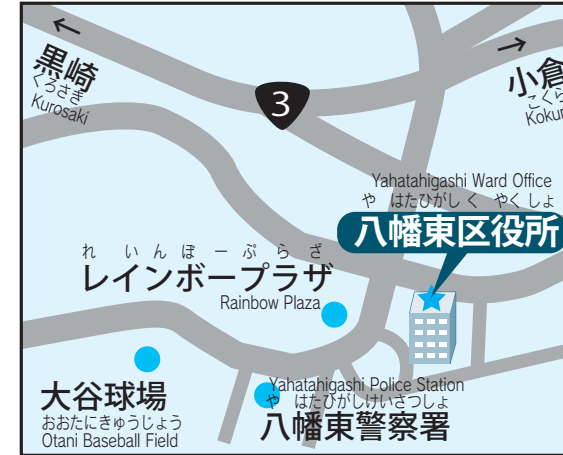 ←
黒崎
くろさき
Kurosaki
→
小倉
こくら
3
Yahatahigashi Ward Office
や はたひがし く やくしょ
八幡東区役所
れ いんぼーぷらざ
レインボープラザ
Rainbow Plaza
大谷球場
おおたにきゅうじょう
Otani Baseball Field
Yahatahigashi Police Station
や はたひがしけいさつしょ
八幡東警察署